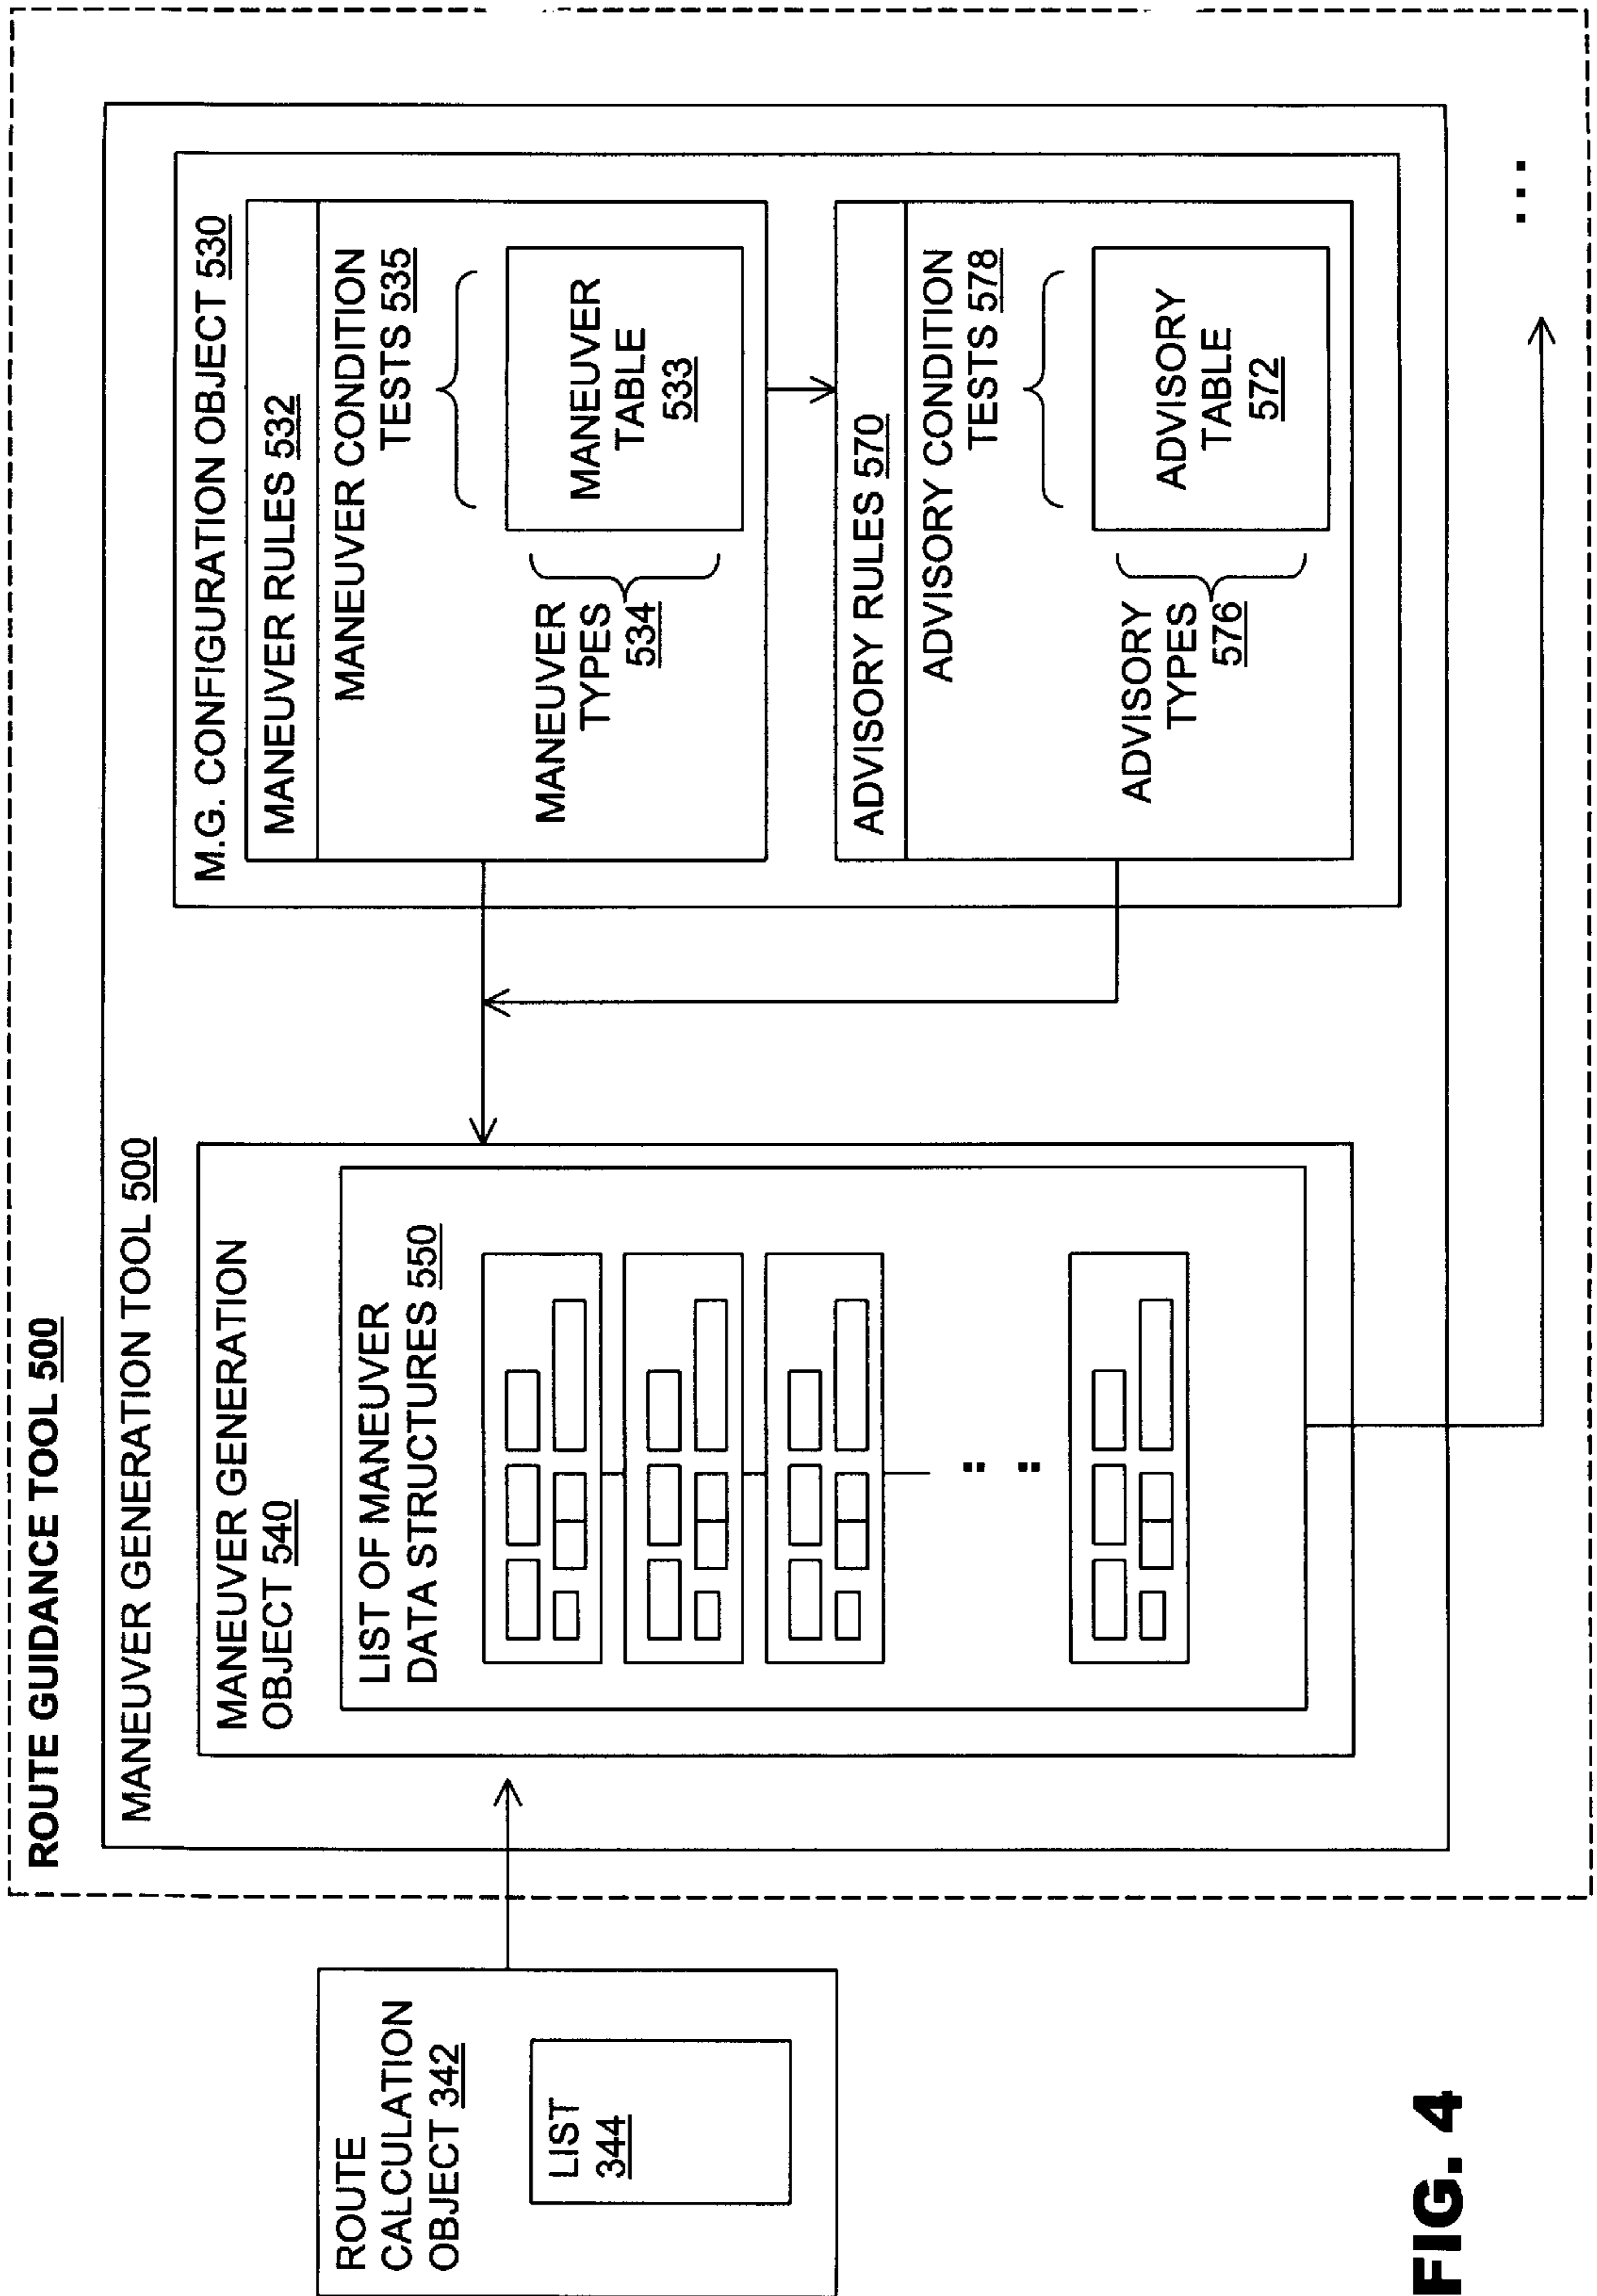 ROUTE GUIDANCE TOOL 500
MANEUVER GENERATION TOOL 500
ROUTE
CALCULATION
OBJECT 342
LIST
344
MANEUVER GENERATION
OBJECT 540
LIST OF MANEUVER
DATA STRUCTURES 550
M.G. CONFIGURATION OBJECT 530
MANEUVER RULES 532
MANEUVER CONDITION
TESTS 535
MANEUVER
TYPES
534
MANEUVER
TABLE
533
ADVISORY RULES 570
ADVISORY CONDITION
TESTS 578
ADVISORY
TYPES
576
ADVISORY
TABLE
572
...
FIG. 4